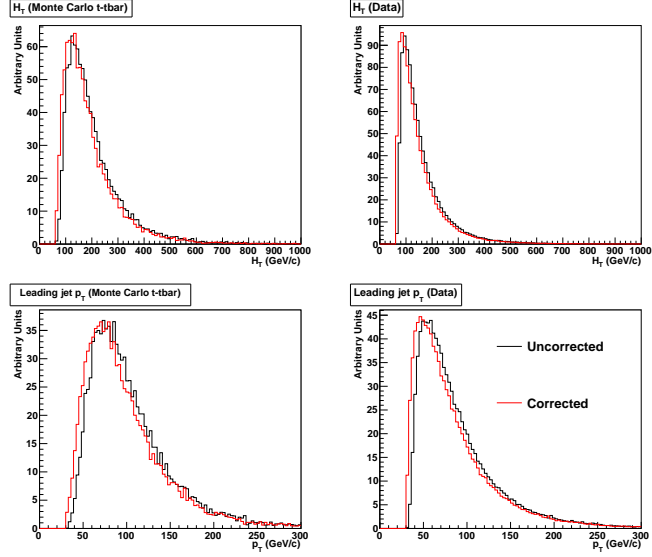 H_T (Monte Carlo t-tbar)
Arbitrary Units
60
50
40
30
20
10
0
0 100 200 300 400 500 600 700 800 900 1000
H_T (GeV/c)
H_T (Data)
Arbitrary Units
90
80
70
60
50
40
30
20
10
0
0 100 200 300 400 500 600 700 800 900 1000
H_T (GeV/c)
Leading jet p_T (Monte Carlo t-tbar)
Arbitrary Units
35
30
25
20
15
10
5
0
0 50 100 150 200 250 300
p_T (GeV/c)
Leading jet p_T (Data)
Arbitrary Units
45
40
35
30
25
20
15
10
5
0
0 50 100 150 200 250 300
p_T (GeV/c)
Uncorrected
Corrected